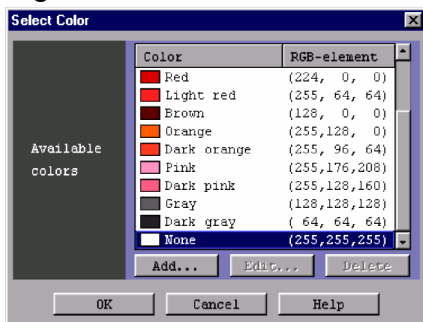 Select Color
Color RGB-element
Red (224, 0, 0)
Light red (255, 64, 64)
Brown (128, 0, 0)
Orange (255,128, 0)
Dark orange (255, 96, 64)
Pink (255,176,208)
Dark pink (255,128,160)
Gray (128,128,128)
Dark gray ( 64, 64, 64)
None (255,255,255)
Available
colors
Add... Edit... Delete
OK Cancel Help